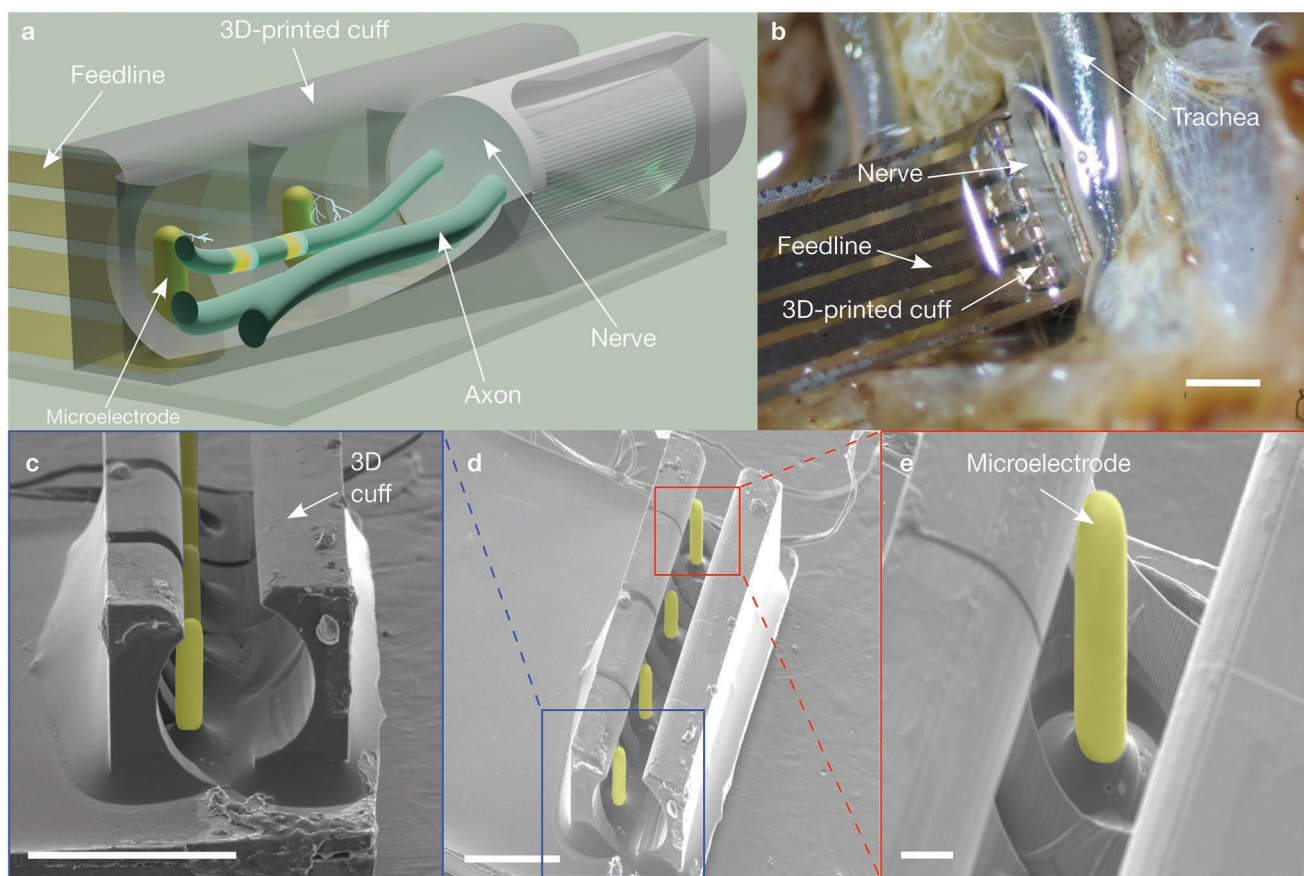 a
3D-printed cuff
Feedline
Nerve
Axon
Microelectrode
b
Trachea
Nerve
Feedline
3D-printed cuff
c
3D
cuff
d
e
Microelectrode